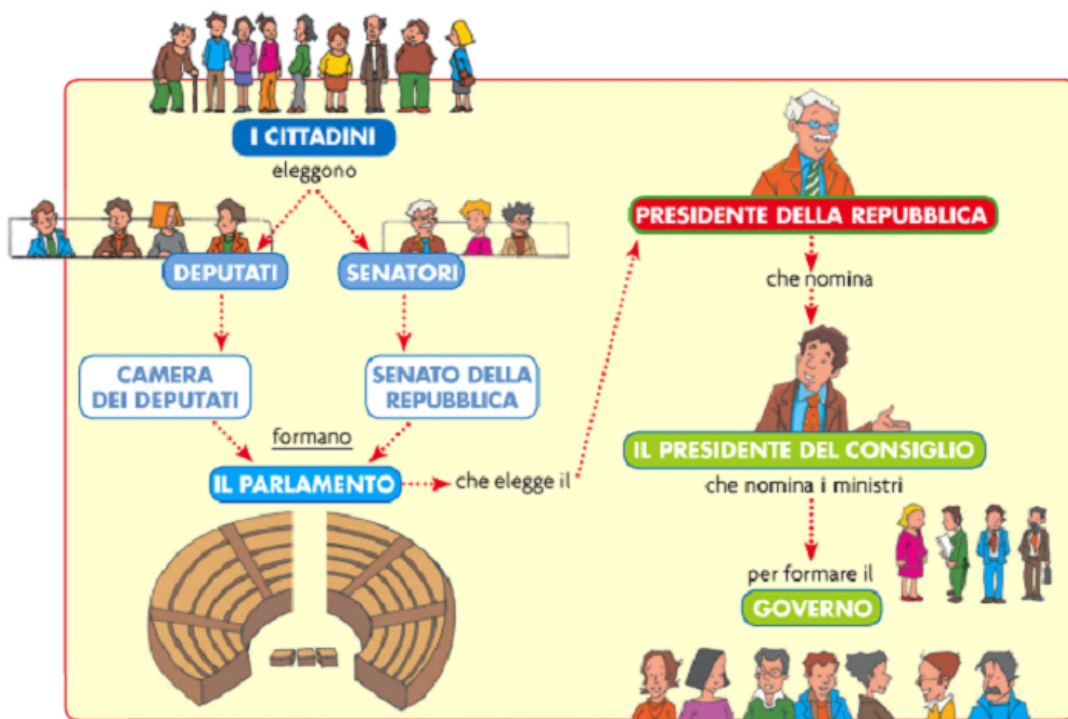 I CITTADINI
eleggono
DEPUTATI
SENATORI
CAMERA
DEI DEPUTATI
SENATO DELLA
REPUBBLICA
formano
IL PARLAMENTO
che elegge il
PRESIDENTE DELLA REPUBBLICA
che nomina
IL PRESIDENTE DEL CONSIGLIO
che nomina i ministri
per formare il
GOVERNO